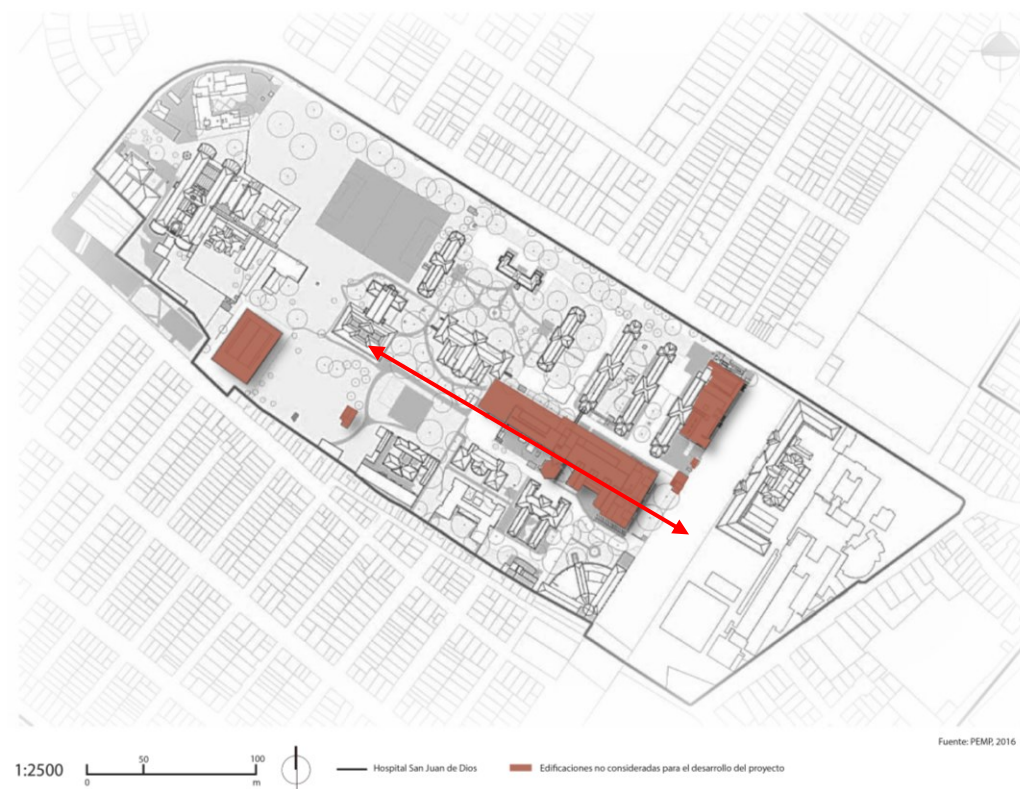 Fuente: PEMP, 2016
1:2500
50
100
0
m
Hospital San Juan de Dios
Edificaciones no consideradas para el desarrollo del proyecto